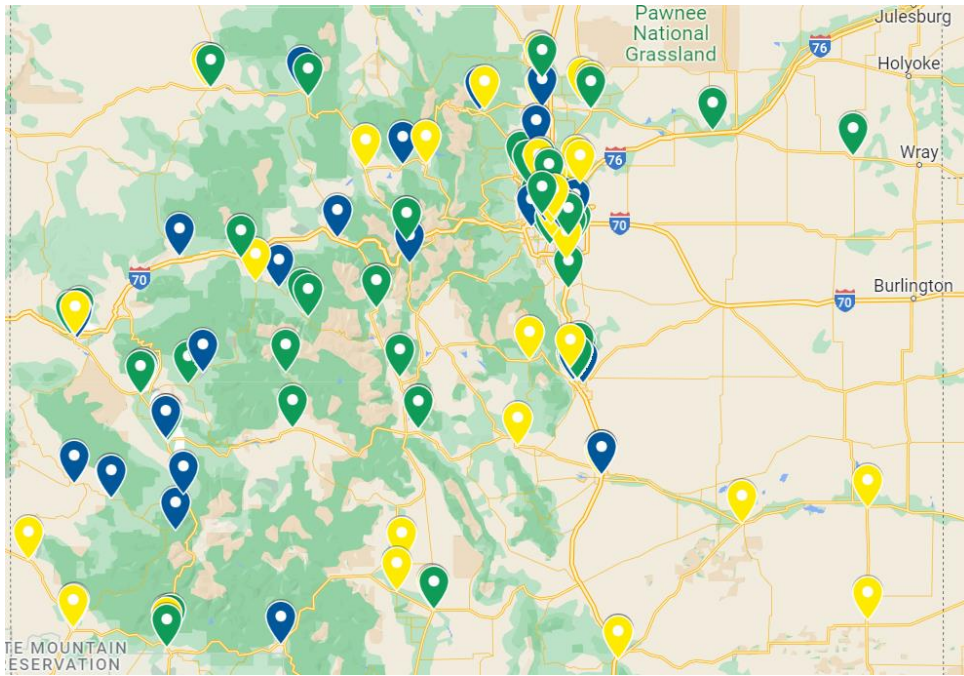 Pawnee
National
Grassland
Julesburg
76
Holyoke
76
Wray
70
70
Burlington
70
TE MOUNTAIN
ESERVATION